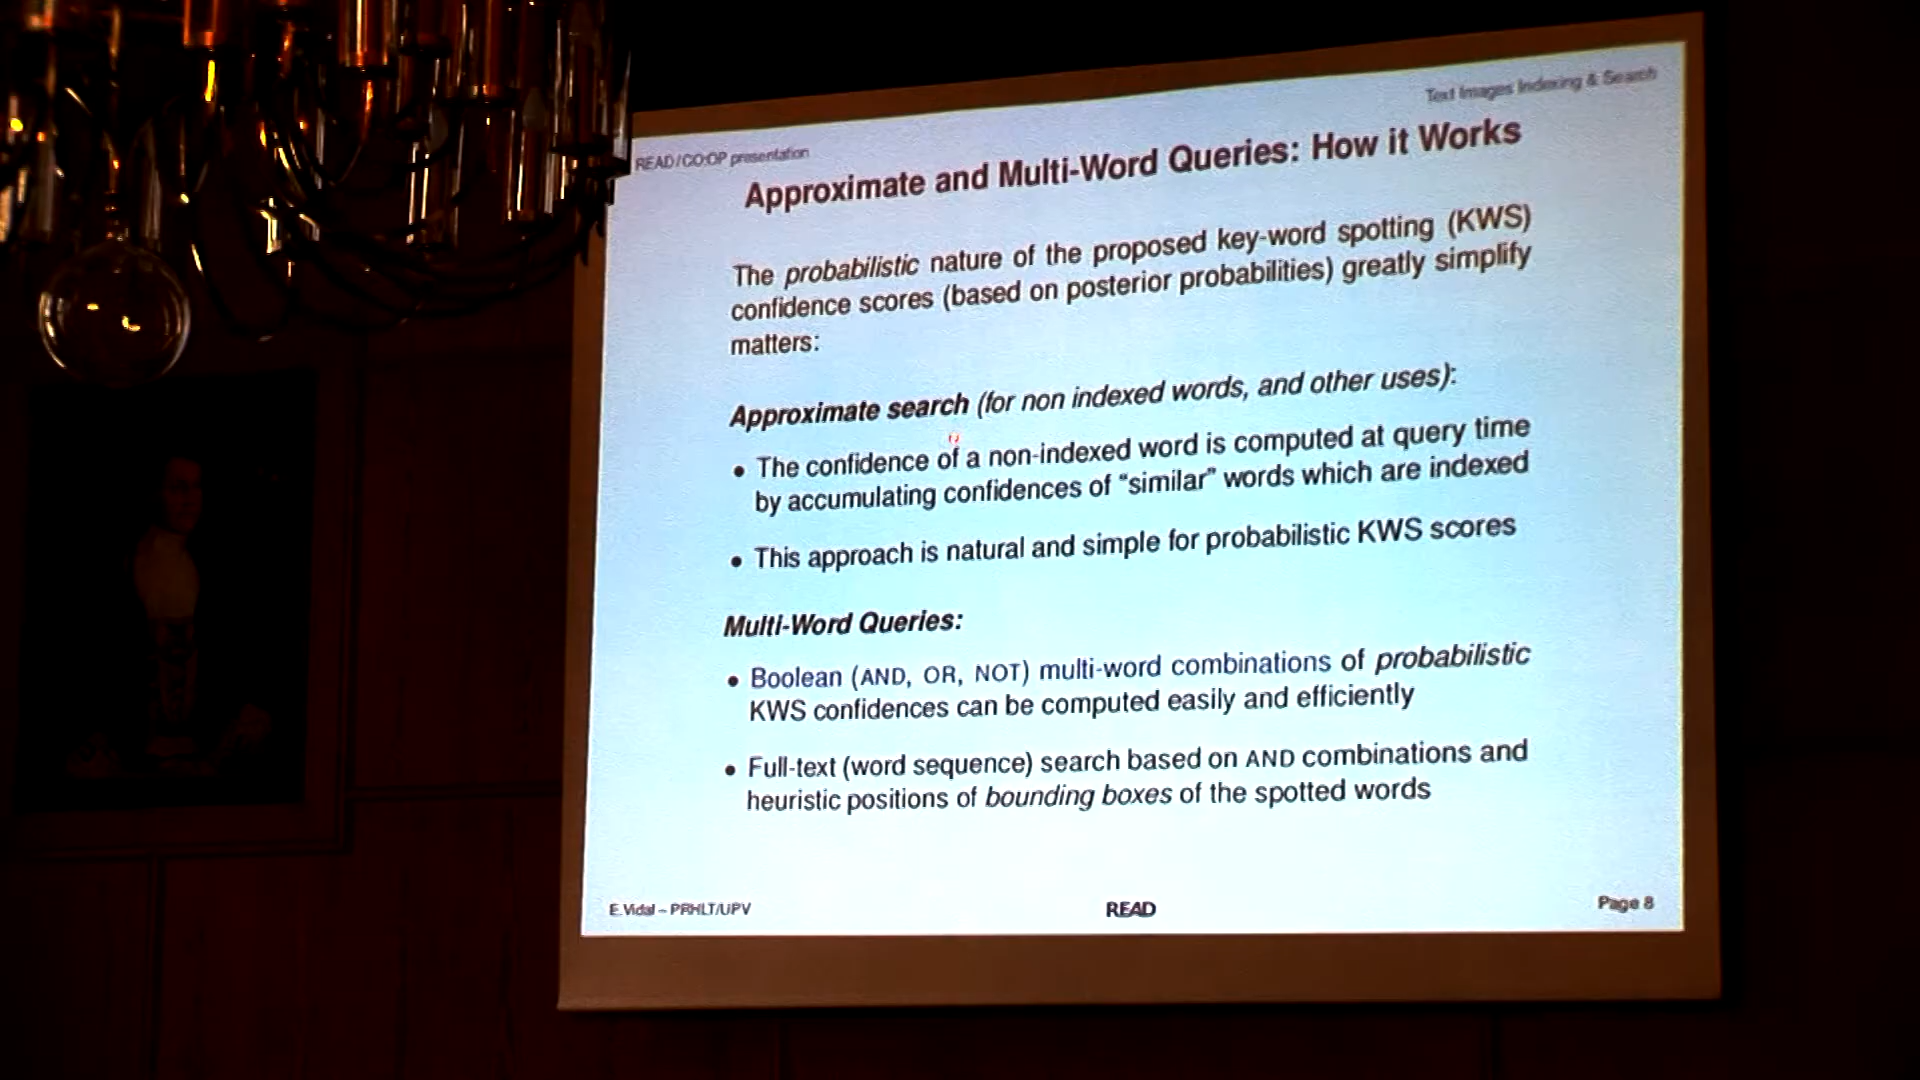 Text Images Indexing & Search
READ/CO:OP presentation
Approximate and Multi-Word Queries: How it Works
The probabilistic nature of the proposed key-word spotting (KWS)
confidence scores (based on posterior probabilities) greatly simplify
matters:
Approximate search (for non indexed words, and other uses):
• The confidence of a non-indexed word is computed at query time
by accumulating confidences of “similar” words which are indexed
• This approach is natural and simple for probabilistic KWS scores
Multi-Word Queries:
• Boolean (AND, OR, NOT) multi-word combinations of probabilistic
KWS confidences can be computed easily and efficiently
• Full-text (word sequence) search based on AND combinations and
heuristic positions of bounding boxes of the spotted words
E.Vidal – PRHLT/UPV
READ
Page 8